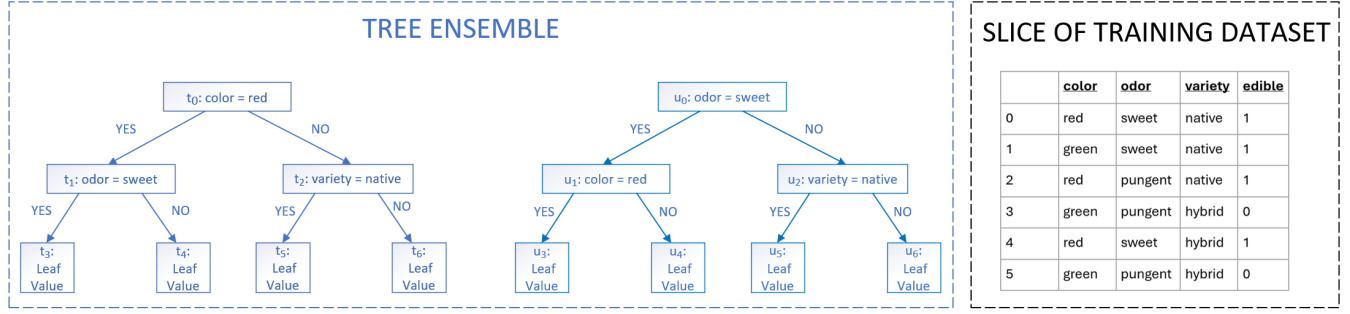 TREE ENSEMBLE
t₀: color = red
YES
NO
t₁: odor = sweet
t₂: variety = native
YES
NO
YES
NO
t₃:
Leaf
Value
t₄:
Leaf
Value
t₅:
Leaf
Value
t₆:
Leaf
Value
u₀: odor = sweet
YES
NO
u₁: color = red
u₂: variety = native
YES
NO
YES
NO
u₃:
Leaf
Value
u₄:
Leaf
Value
u₅:
Leaf
Value
u₆:
Leaf
Value
SLICE OF TRAINING DATASET
color odor variety edible
0 red sweet native 1
1 green sweet native 1
2 red pungent native 1
3 green pungent hybrid 0
4 red sweet hybrid 1
5 green pungent hybrid 0